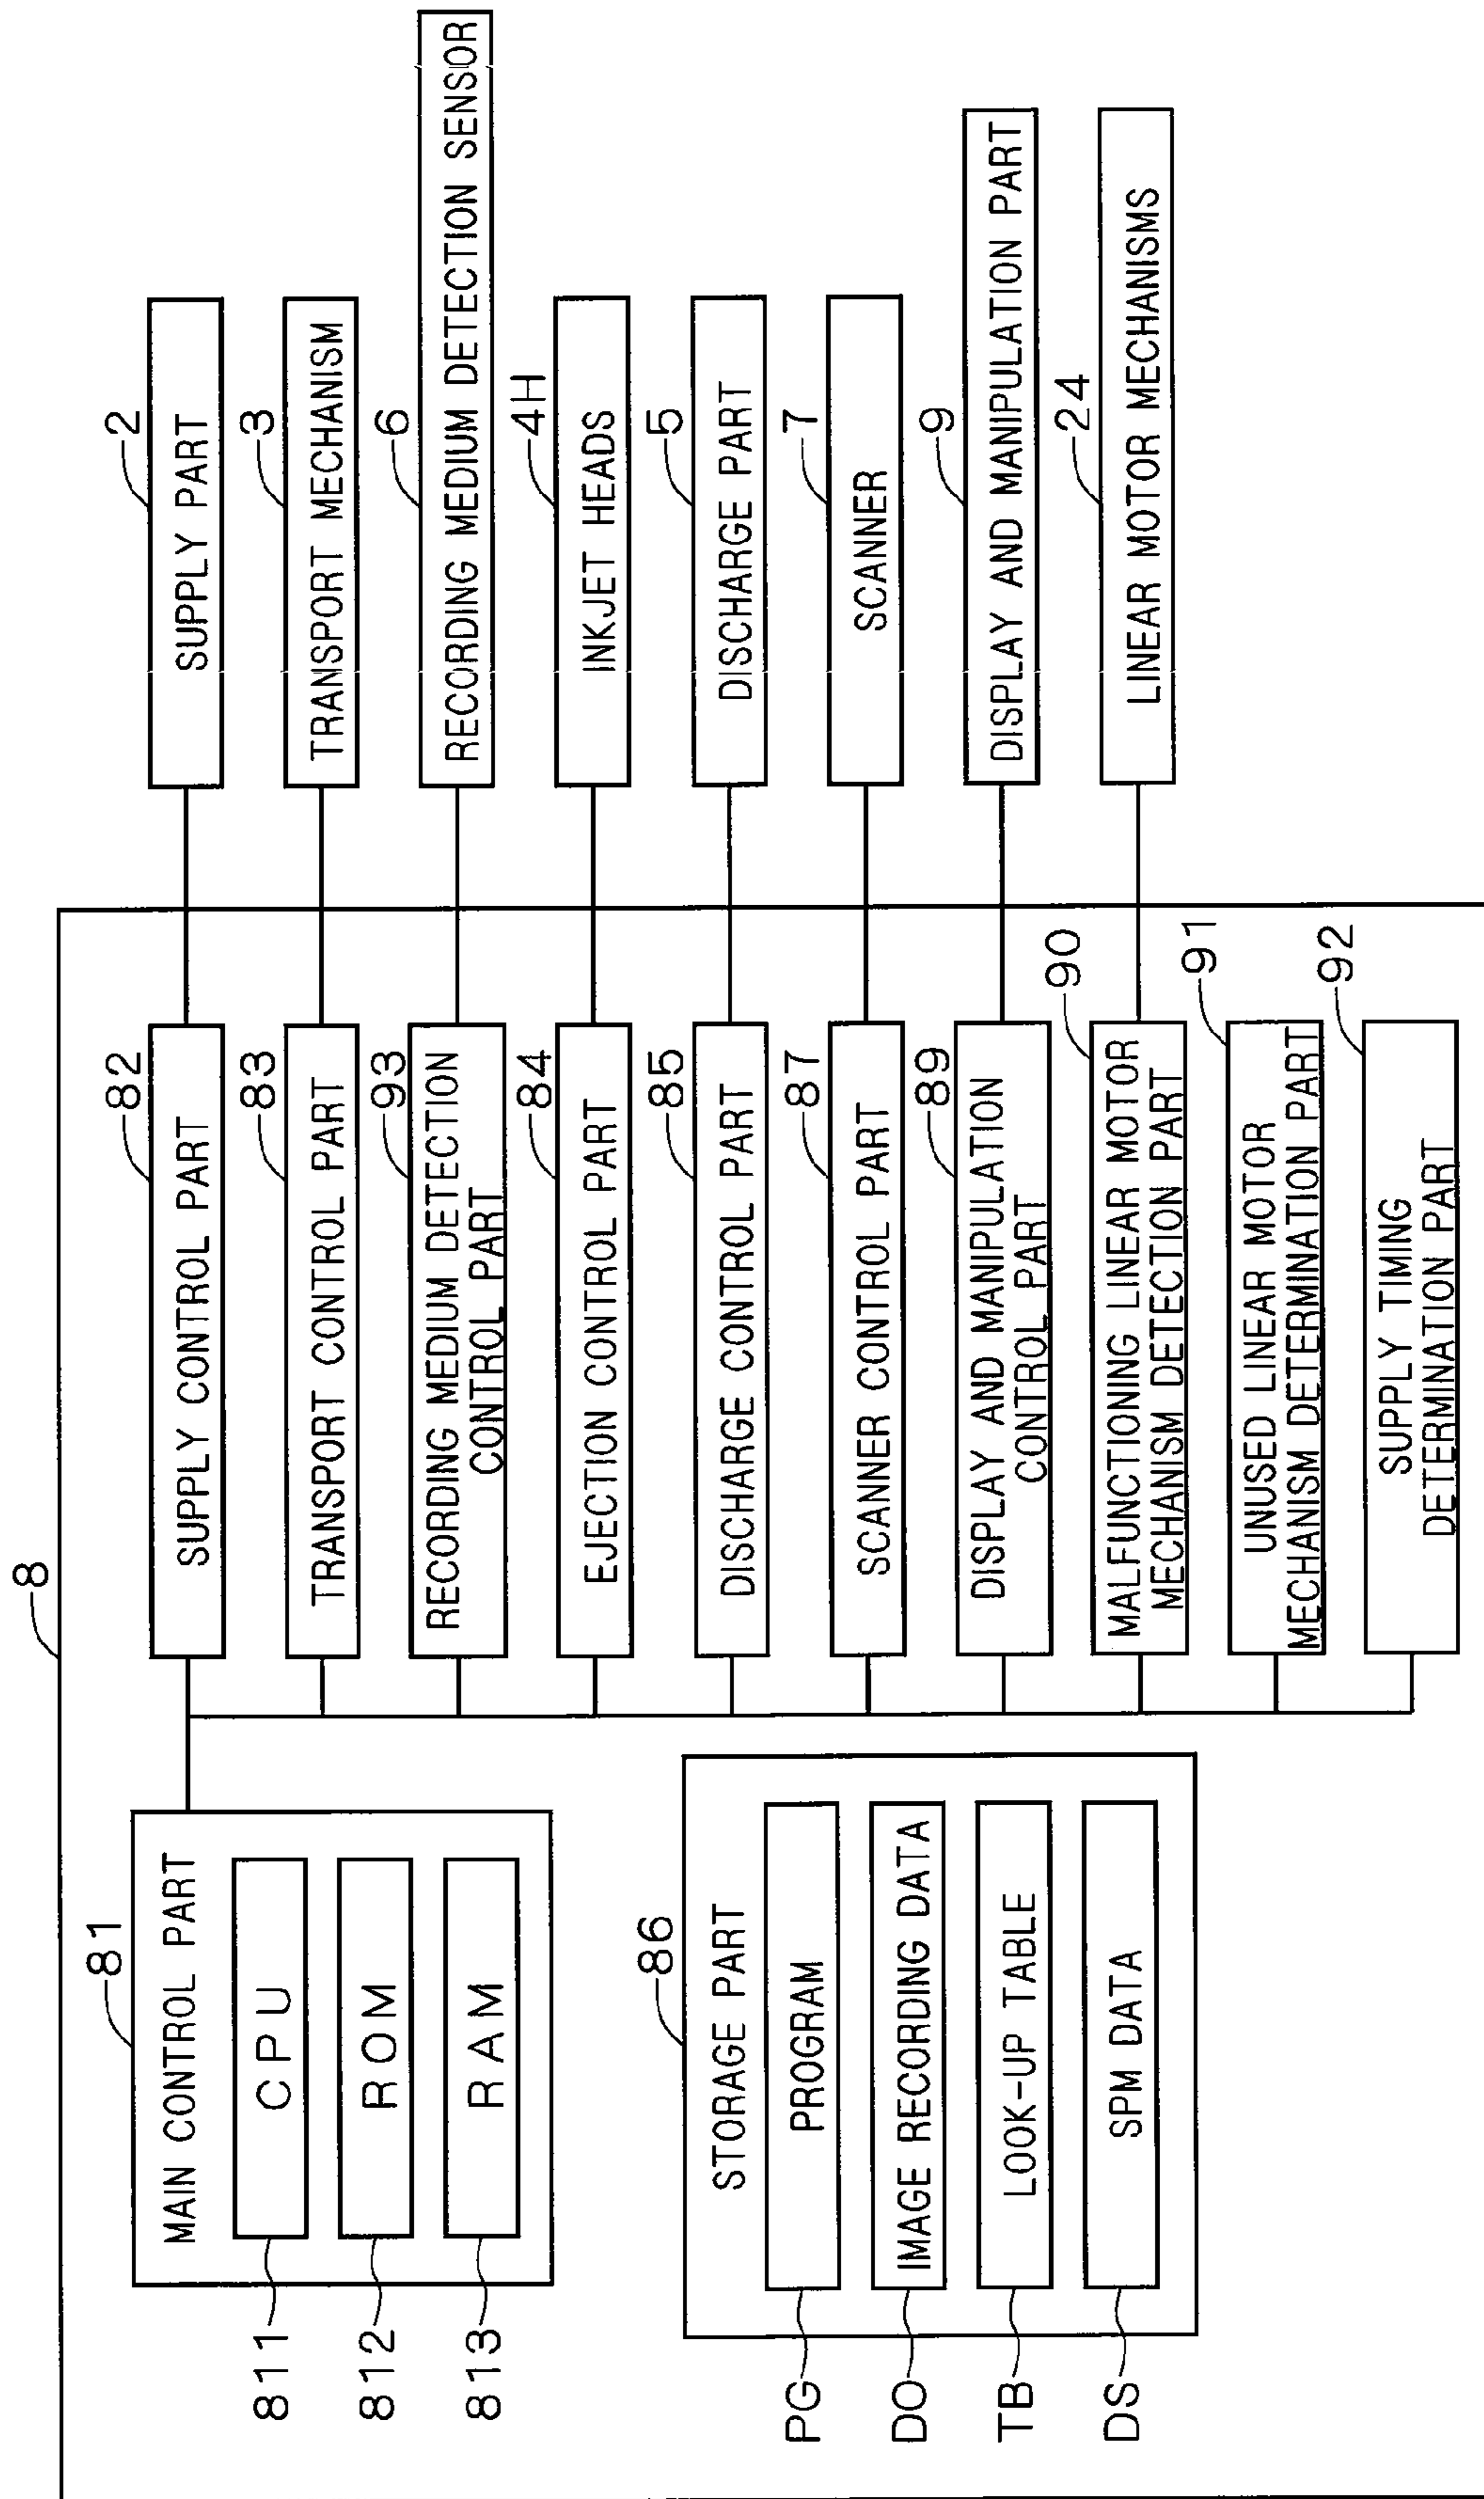 8
81
MAIN CONTROL PART
CPU
ROM
RAM
811
812
813
86
STORAGE PART
PROGRAM
IMAGE RECORDING DATA
LOOK-UP TABLE
SPM DATA
PG
DO
TB
DS
82
SUPPLY CONTROL PART
83
TRANSPORT CONTROL PART
93
RECORDING MEDIUM DETECTION
CONTROL PART
84
EJECTION CONTROL PART
85
DISCHARGE CONTROL PART
87
SCANNER CONTROL PART
89
DISPLAY AND MANIPULATION
CONTROL PART
90
MALFUNCTIONING LINEAR MOTOR
MECHANISM DETECTION PART
91
UNUSED LINEAR MOTOR
MECHANISM DETERMINATION PART
92
SUPPLY TIMING
DETERMINATION PART
2
SUPPLY PART
3
TRANSPORT MECHANISM
6
RECORDING MEDIUM DETECTION SENSOR
4H
INKJET HEADS
5
DISCHARGE PART
7
SCANNER
9
DISPLAY AND MANIPULATION PART
24
LINEAR MOTOR MECHANISMS